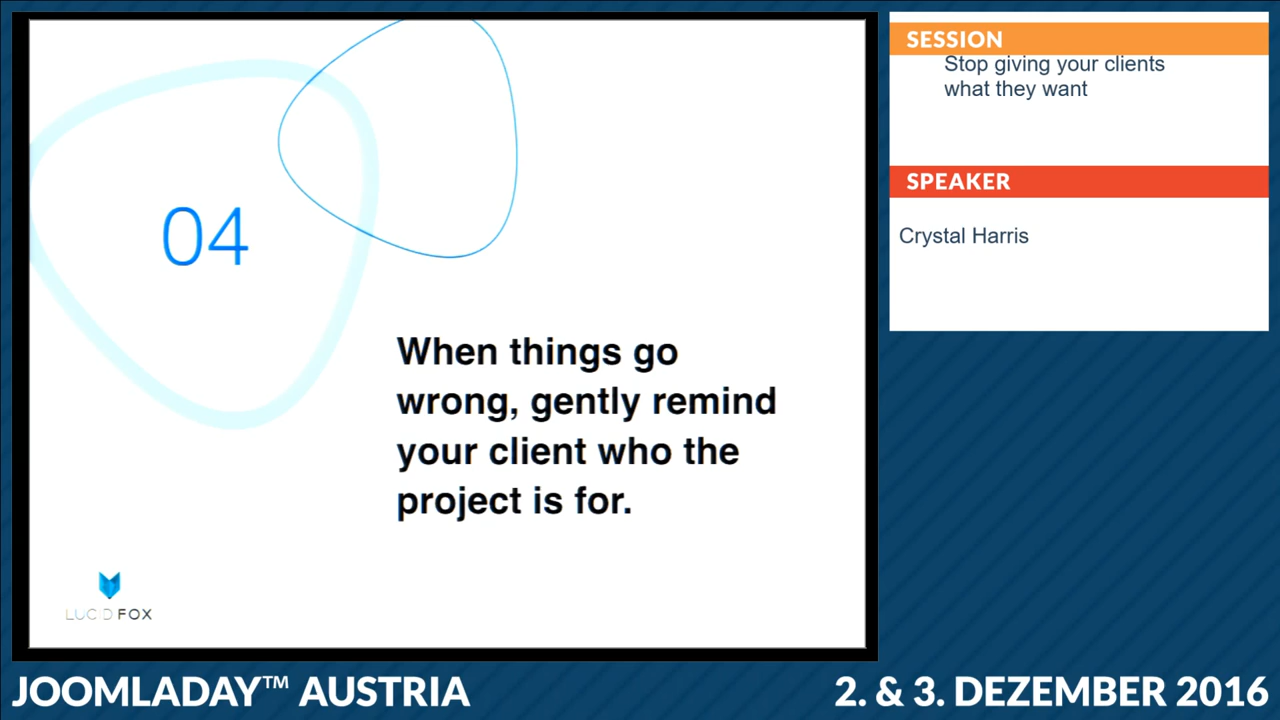 04
When things go
wrong, gently remind
your client who the
project is for.
LUCID FOX
SESSION
Stop giving your clients
what they want
SPEAKER
Crystal Harris
JOOMLADAY™ AUSTRIA
2. & 3. DEZEMBER 2016